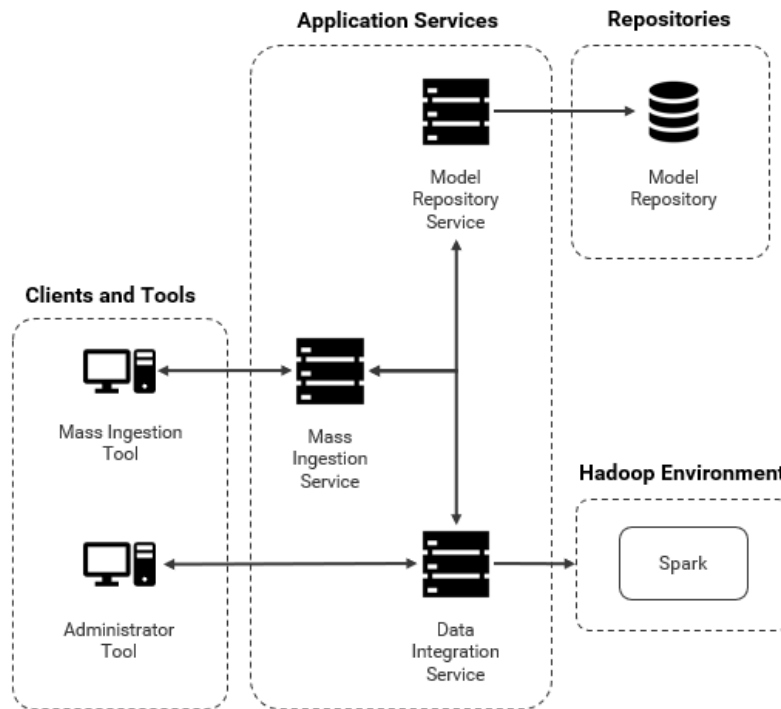 Application Services
Repositories
Model
Repository
Service
Model
Repository
Clients and Tools
Mass Ingestion
Tool
Mass
Ingestion
Service
Hadoop Environment
Spark
Administrator
Tool
Data
Integration
Service